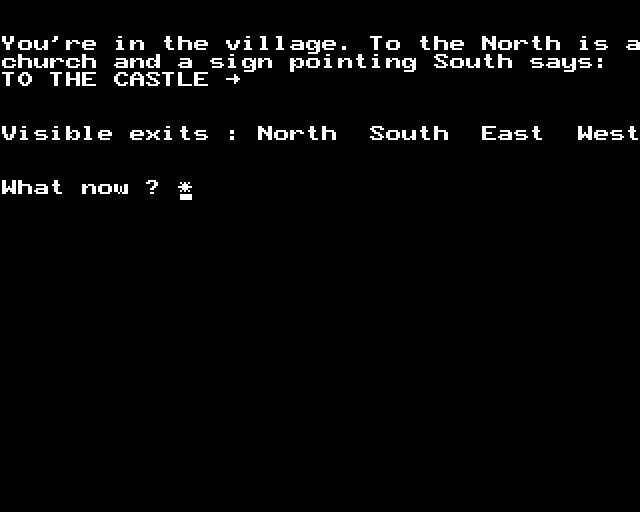 You're in the village. To the North is a
church and a sign pointing South says:
TO THE CASTLE →
Visible exits : North  South  East  West
What now ? *